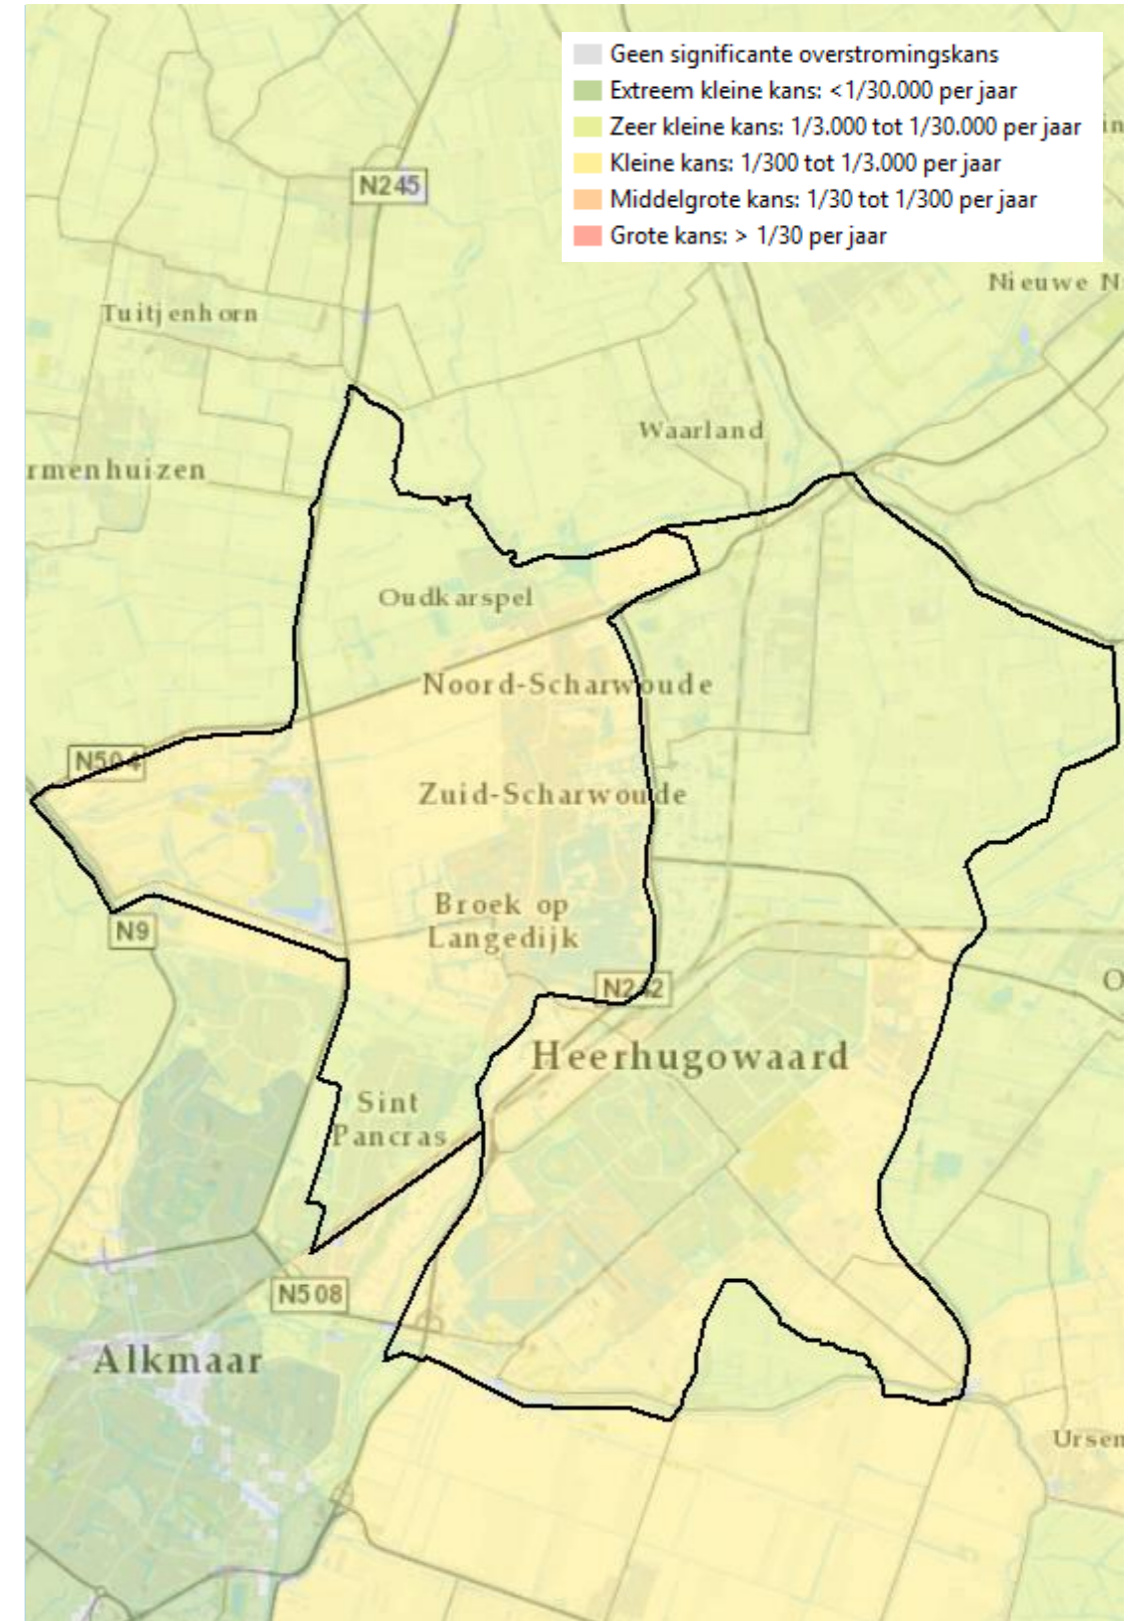 Geen significante overstromingskans
Extreem kleine kans: <1/30.000 per jaar
Zeer kleine kans: 1/3.000 tot 1/30.000 per jaar
Kleine kans: 1/300 tot 1/3.000 per jaar
Middelgrote kans: 1/30 tot 1/300 per jaar
Grote kans: > 1/30 per jaar
in
N245
Nieuwe N
Tuitjenhorn
Waarland
rmenhuizen
Oudkarspel
Noord-Scharwoude
N504
Zuid-Scharwoude
Broek op
Langedijk
N9
N242
O
Heerhugowaard
Sint
Pancras
N508
Alkmaar
Ursem